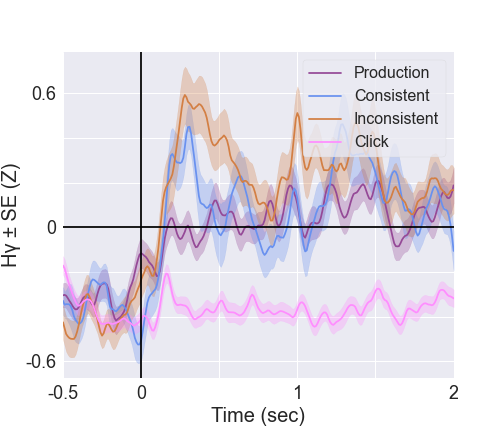 Production
Consistent
Inconsistent
Click
0.6
0
-0.6
Hγ ± SE (Z)
-0.5
0
1
2
Time (sec)